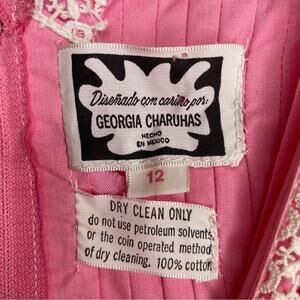 Diseñado con cariño por:
GEORGIA CHARUHAS
HECHO
EN MEXICO
12
DRY CLEAN ONLY
do not use petroleum solvents,
or the coin operated method
of dry cleaning. 100% cotton